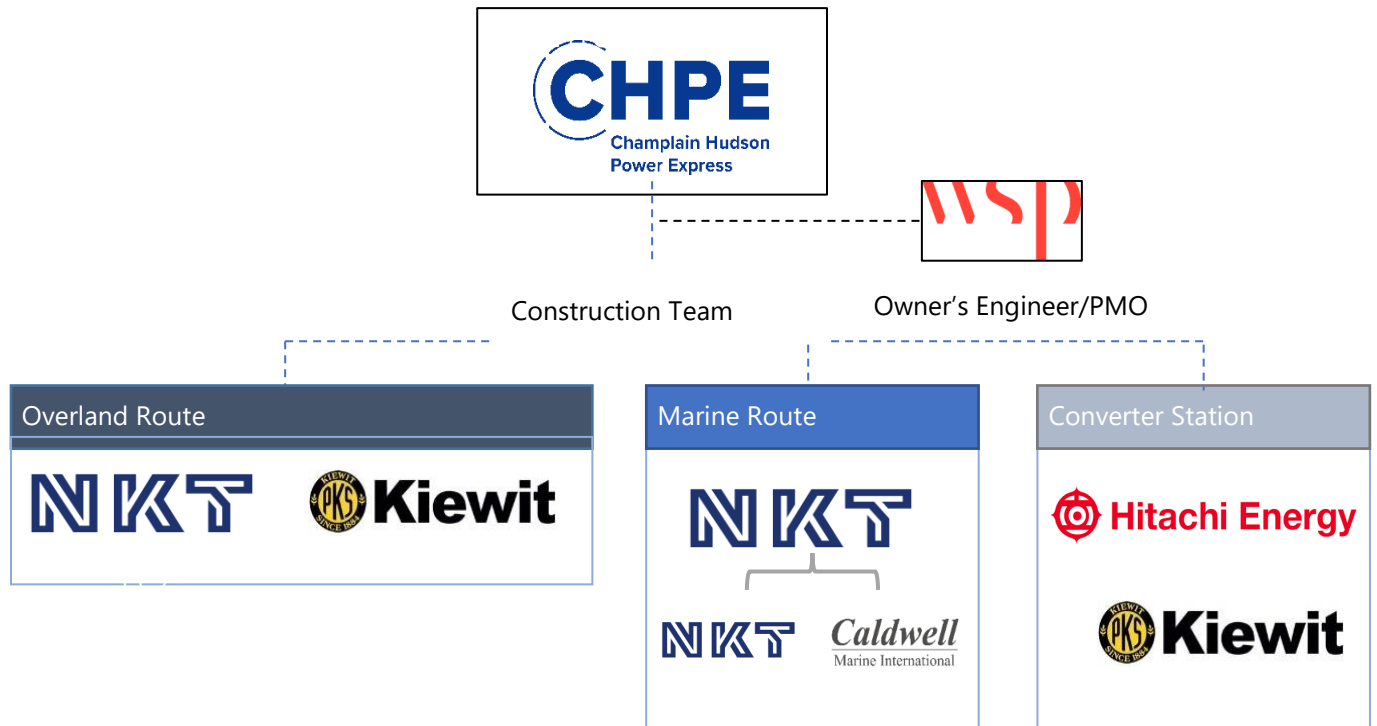 CHPE
Champlain Hudson
Power Express
wsp
Construction Team
Owner’s Engineer/PMO
Overland Route
Marine Route
Converter Station
NKT
KIEWIT
PKS
SINCE 1884
Kiewit
NKT
NKT
Caldwell
Marine International
Hitachi Energy
KIEWIT
PKS
SINCE 1884
Kiewit